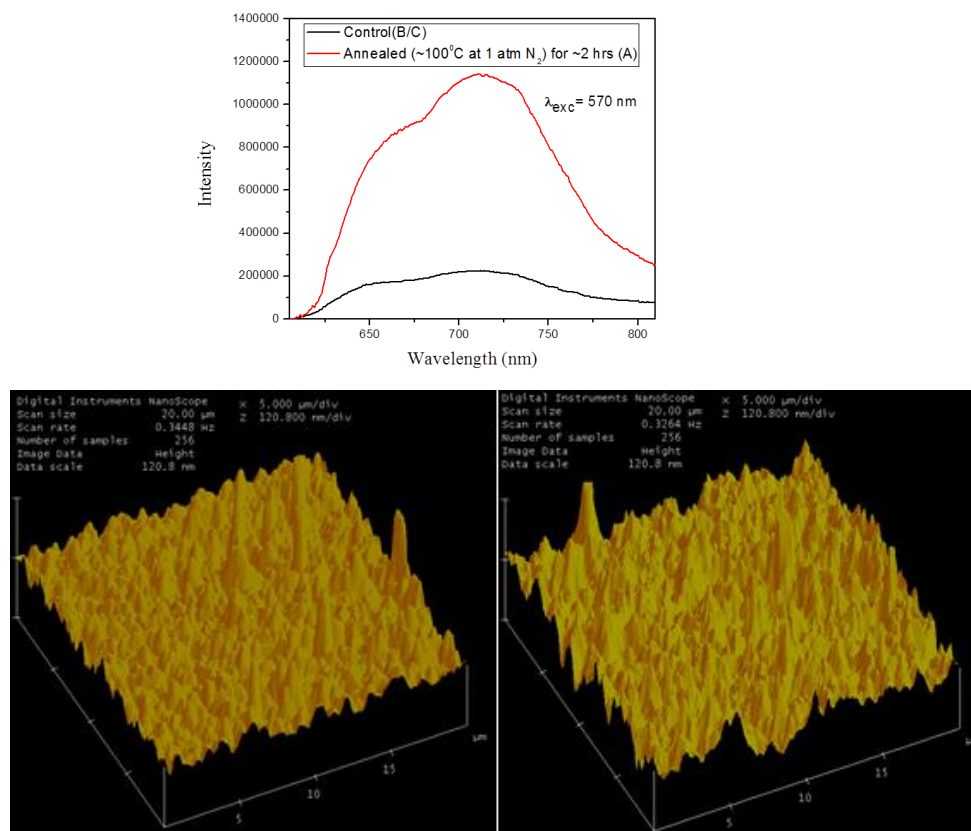 1400000
1200000
1000000
800000
600000
400000
200000
0
Intensity
Control(B/C)
Annealed (~100⁰C at 1 atm N₂) for ~2 hrs (A)
λexc= 570 nm
650 700 750 800
Wavelength (nm)
Digital Instruments NanoScope
Scan size 20.00 µm
Scan rate 0.3448 Hz
Number of samples 256
Image Data Height
Data scale 120.8 nm
X 5.000 µm/div
Z 120.800 nm/div
5
10
15
µm
Digital Instruments NanoScope
Scan size 20.00 µm
Scan rate 0.3264 Hz
Number of samples 256
Image Data Height
Data scale 120.8 nm
X 5.000 µm/div
Z 120.800 nm/div
5
10
15